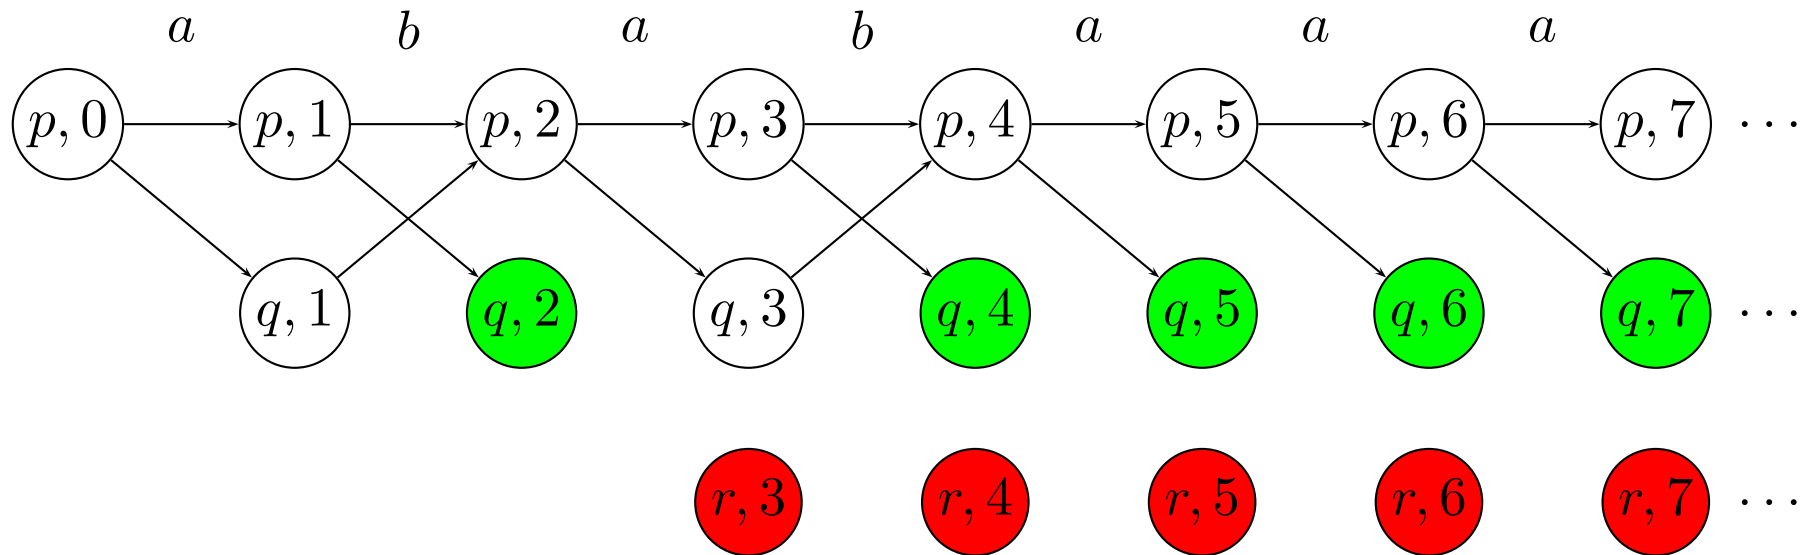 a b a b a a a
p, 0 p, 1 p, 2 p, 3 p, 4 p, 5 p, 6 p, 7 ···
q, 1 q, 2 q, 3 q, 4 q, 5 q, 6 q, 7 ···
r, 3 r, 4 r, 5 r, 6 r, 7 ···